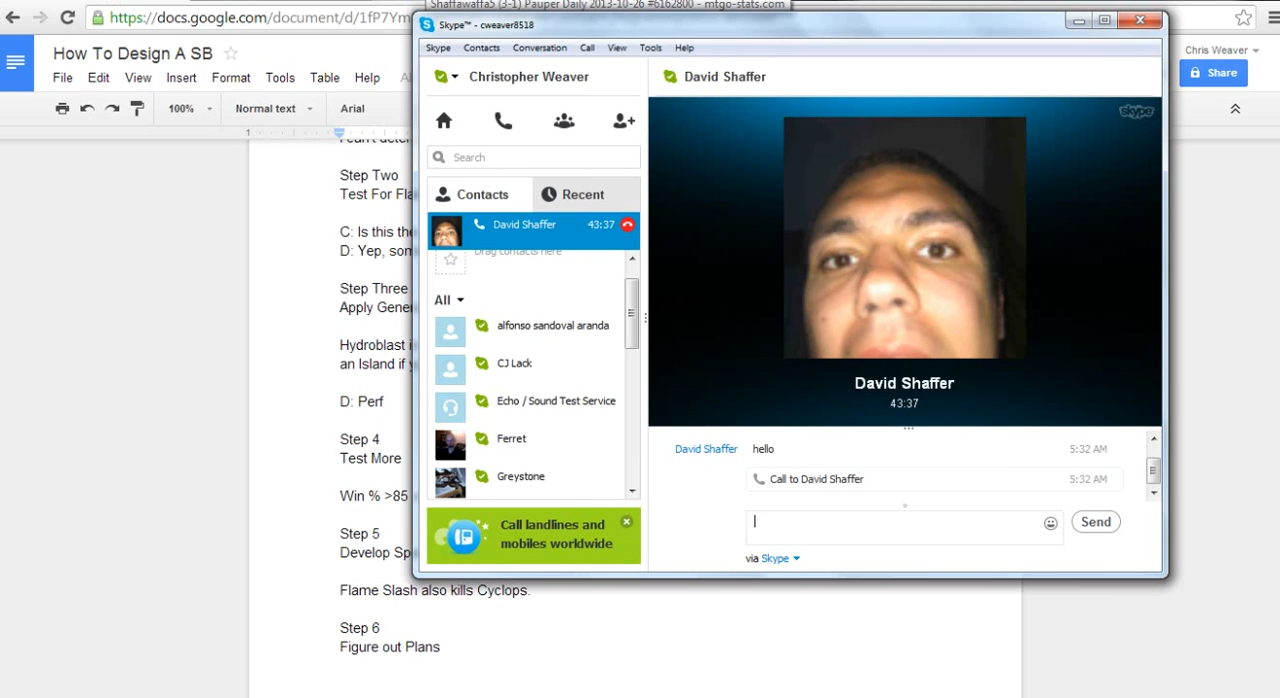 Shaffawaffa5 (3-1) Pauper Daily 2013-10-26 #6162800 - mtgo-stats.com
https://docs.google.com/document/d/1fP7Ym
Skype™ - cweaver8518
How To Design A SB
Chris Weaver
File Edit View Insert Format Tools Table Help
Share
100% Normal text Arial
1
Skype Contacts Conversation Call View Tools Help
Christopher Weaver
Search
Contacts Recent
David Shaffer 43:37
Drag contacts here
All
alfonso sandoval aranda
CJ Lack
Echo / Sound Test Service
Ferret
Greystone
Call landlines and
mobiles worldwide
David Shaffer
skype
David Shaffer
43:37
David Shaffer hello 5:32 AM
Call to David Shaffer 5:32 AM
Send
via Skype
Step Two
Test For Fla
C: Is this the
D: Yep, son
Step Three
Apply Gener
Hydroblast i
an Island if y
D: Perf
Step 4
Test More
Win % >85
Step 5
Develop Sp
Flame Slash also kills Cyclops.
Step 6
Figure out Plans